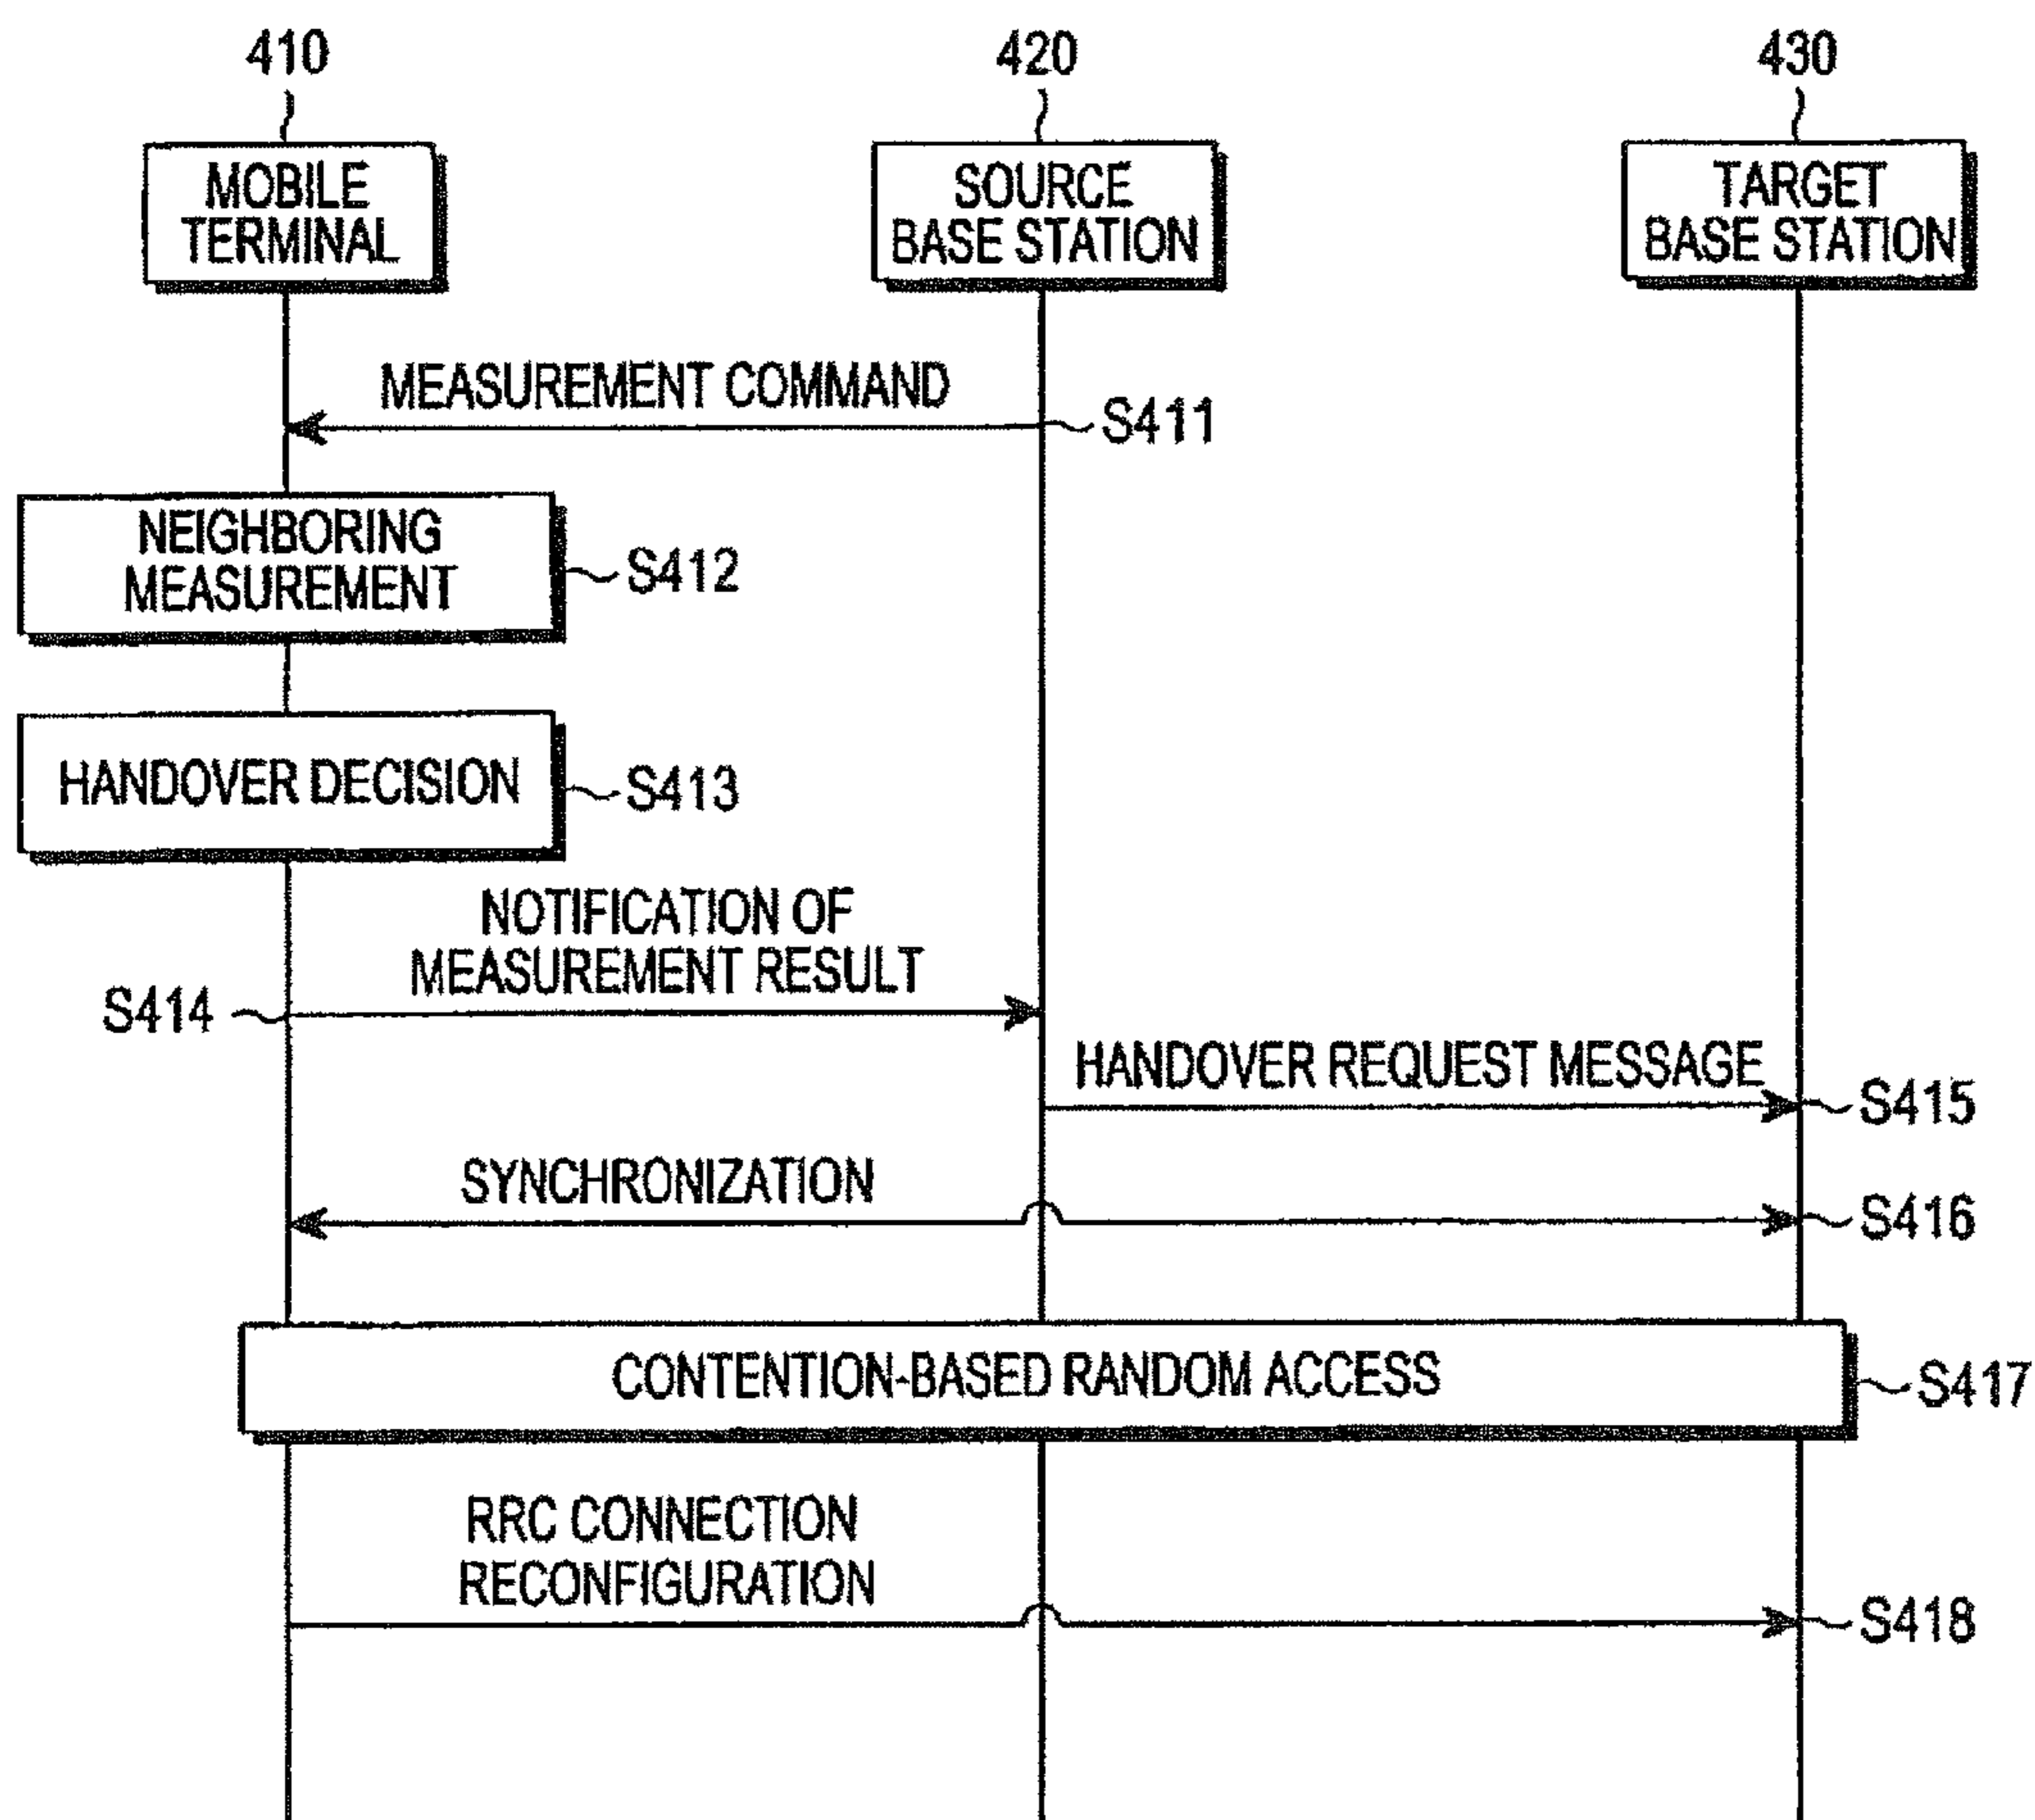 410
420
430
MOBILE
TERMINAL
SOURCE
BASE STATION
TARGET
BASE STATION
MEASUREMENT COMMAND
S411
NEIGHBORING
MEASUREMENT
S412
HANDOVER DECISION
S413
NOTIFICATION OF
MEASUREMENT RESULT
S414
HANDOVER REQUEST MESSAGE
S415
SYNCHRONIZATION
S416
CONTENTION-BASED RANDOM ACCESS
S417
RRC CONNECTION
RECONFIGURATION
S418